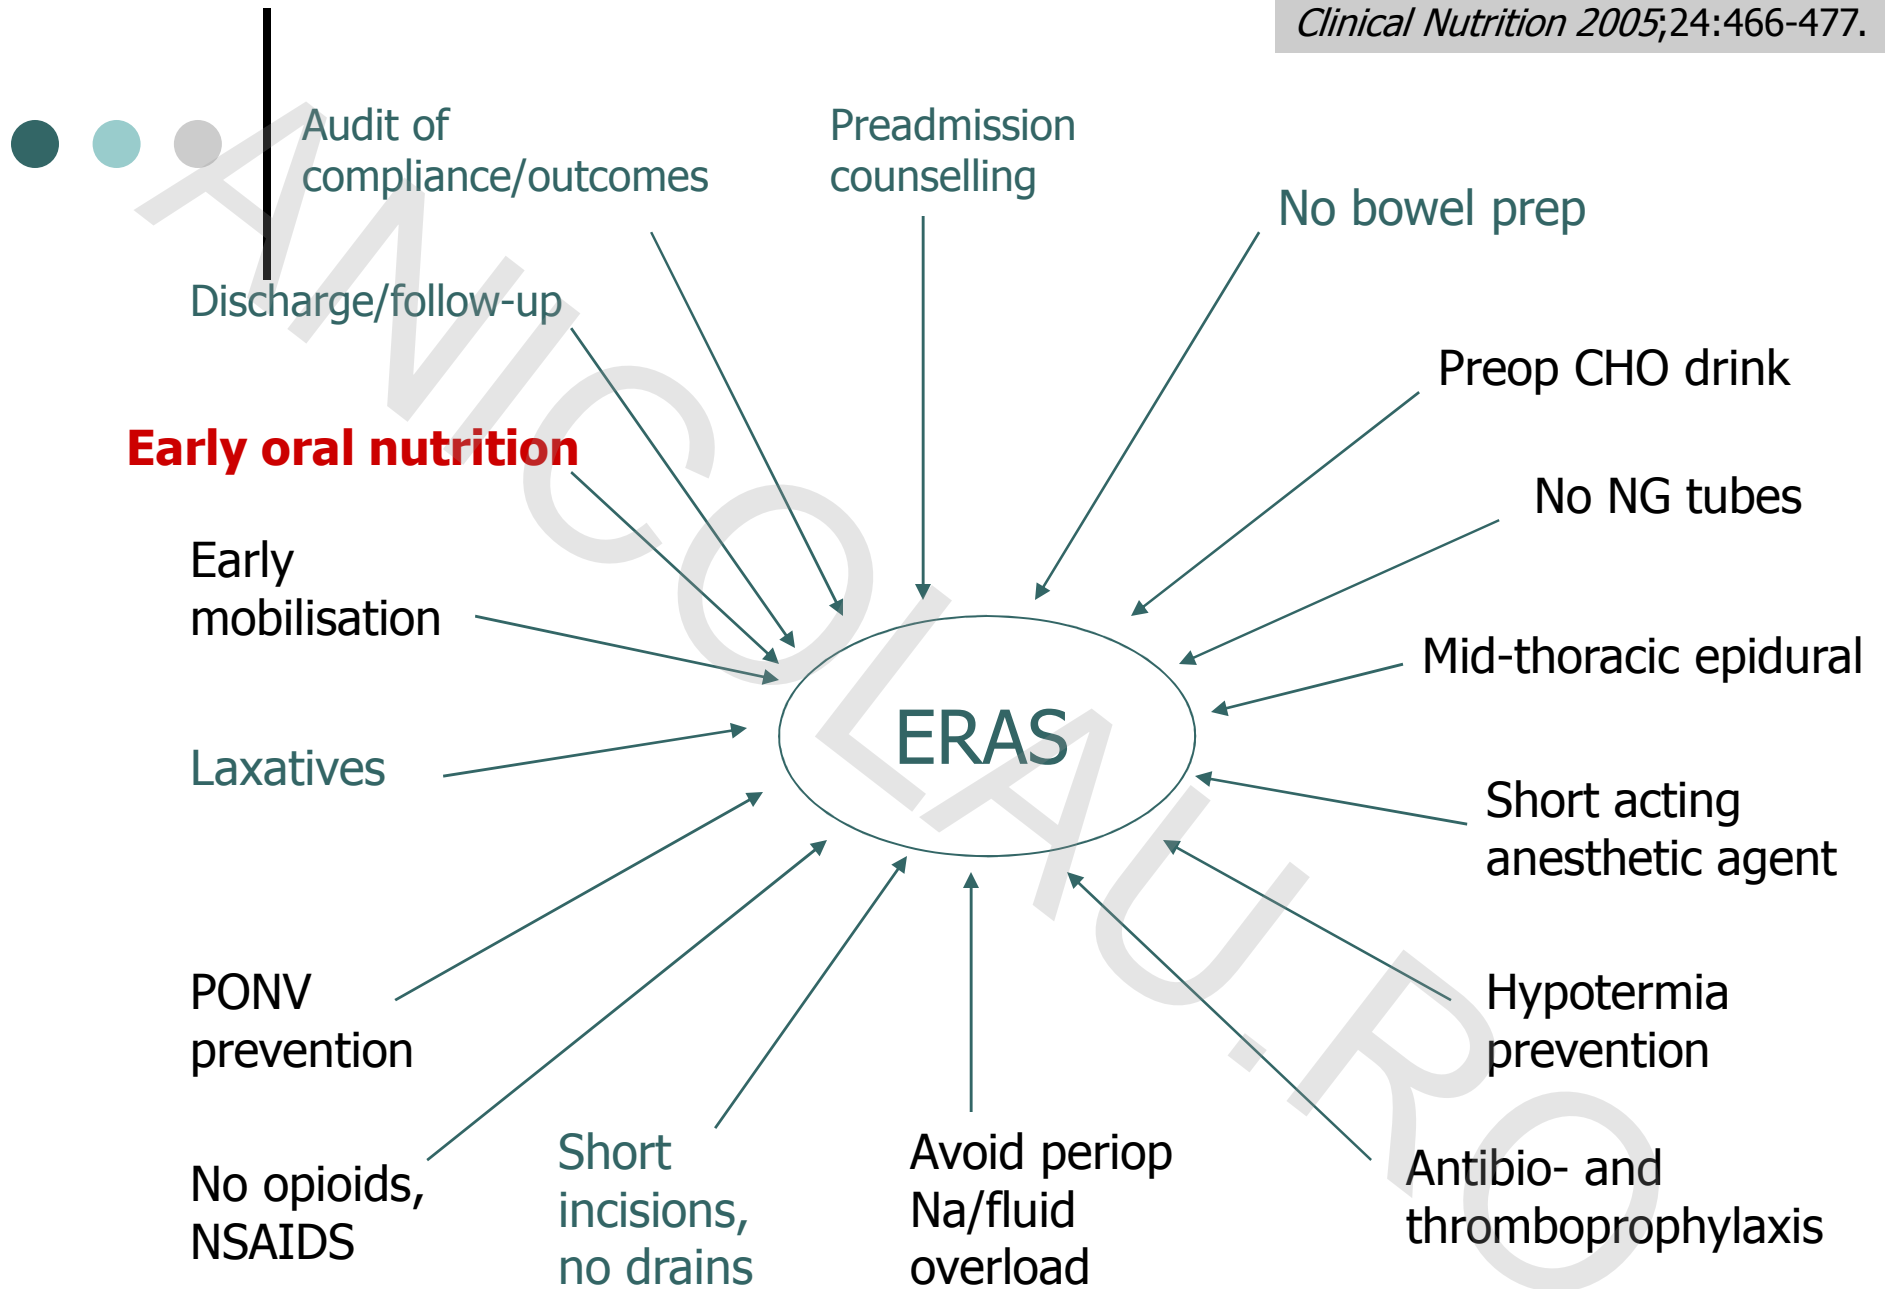 Clinical Nutrition 2005;24:466-477.
Audit of
compliance/outcomes
Preadmission
counselling
No bowel prep
Discharge/follow-up
Preop CHO drink
Early oral nutrition
No NG tubes
Early
mobilisation
Mid-thoracic epidural
ERAS
Laxatives
Short acting
anesthetic agent
PONV
prevention
Hypotermia
prevention
No opioids,
NSAIDS
Short
incisions,
no drains
Avoid periop
Na/fluid
overload
Antibio- and
thromboprophylaxis
ANICOLAU.RO